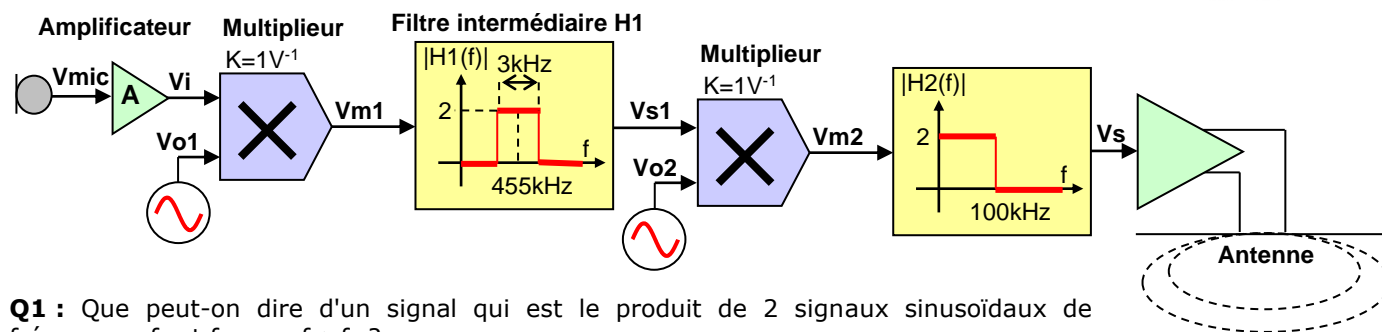 Amplificateur
Multiplieur
K=1V-1
Filtre intermédiaire H1
|H1(f)|
3kHz
2
f
455kHz
Multiplieur
K=1V-1
|H2(f)|
2
f
100kHz
Vmic
A
Vi
Vo1
Vm1
Vs1
Vo2
Vm2
Vs
Antenne
Q1 : Que peut-on dire d'un signal qui est le produit de 2 signaux sinusoïdaux de